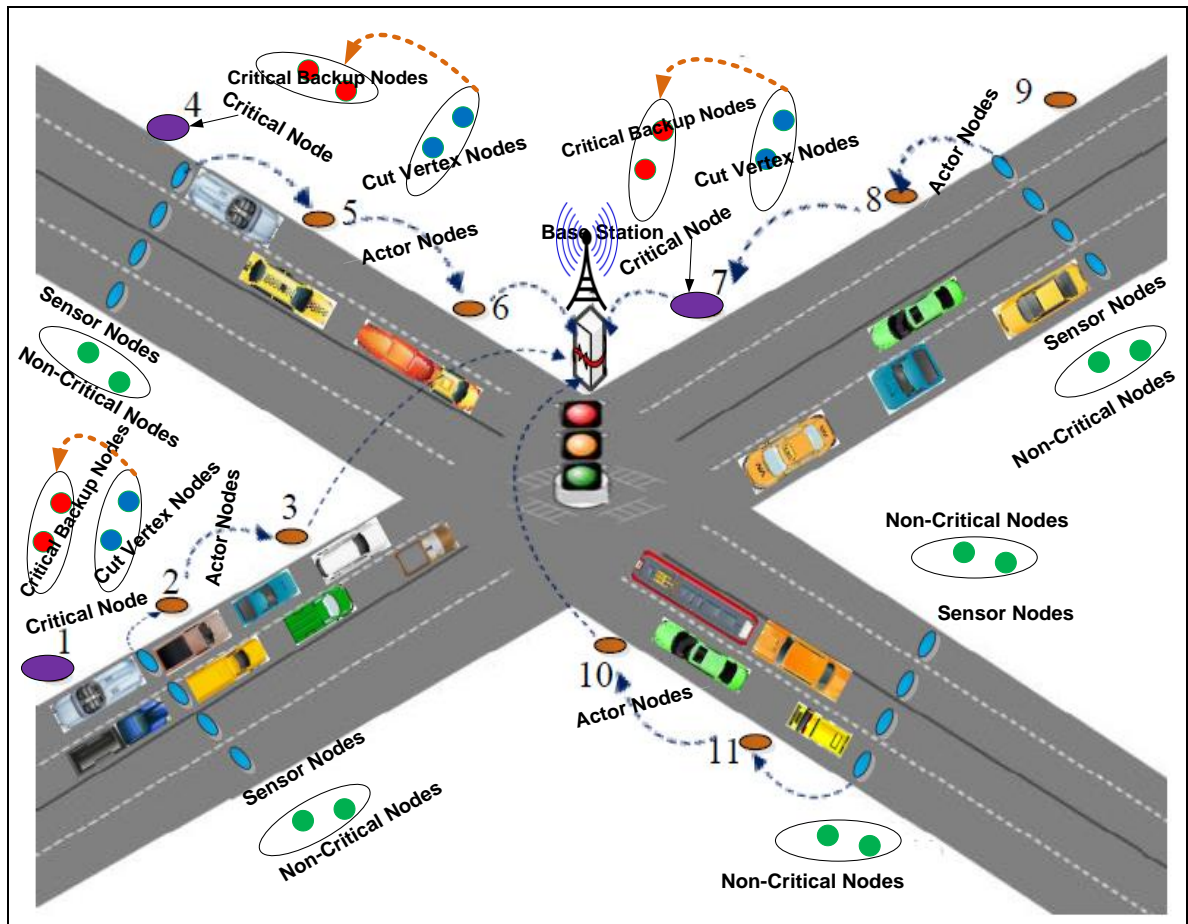 Critical Backup Nodes
4
Critical Node
Cut Vertex Nodes
Critical Backup Nodes
Cut Vertex Nodes
Actor Nodes
9
8
5
Actor Nodes
Base Station
Critical Node
7
6
Sensor Nodes
Non-Critical Nodes
Sensor Nodes
Non-Critical Nodes
Critical Backup Nodes
Cut Vertex Nodes
Actor Nodes
3
2
Critical Node
1
Non-Critical Nodes
Sensor Nodes
10
Actor Nodes
11
Sensor Nodes
Non-Critical Nodes
Non-Critical Nodes